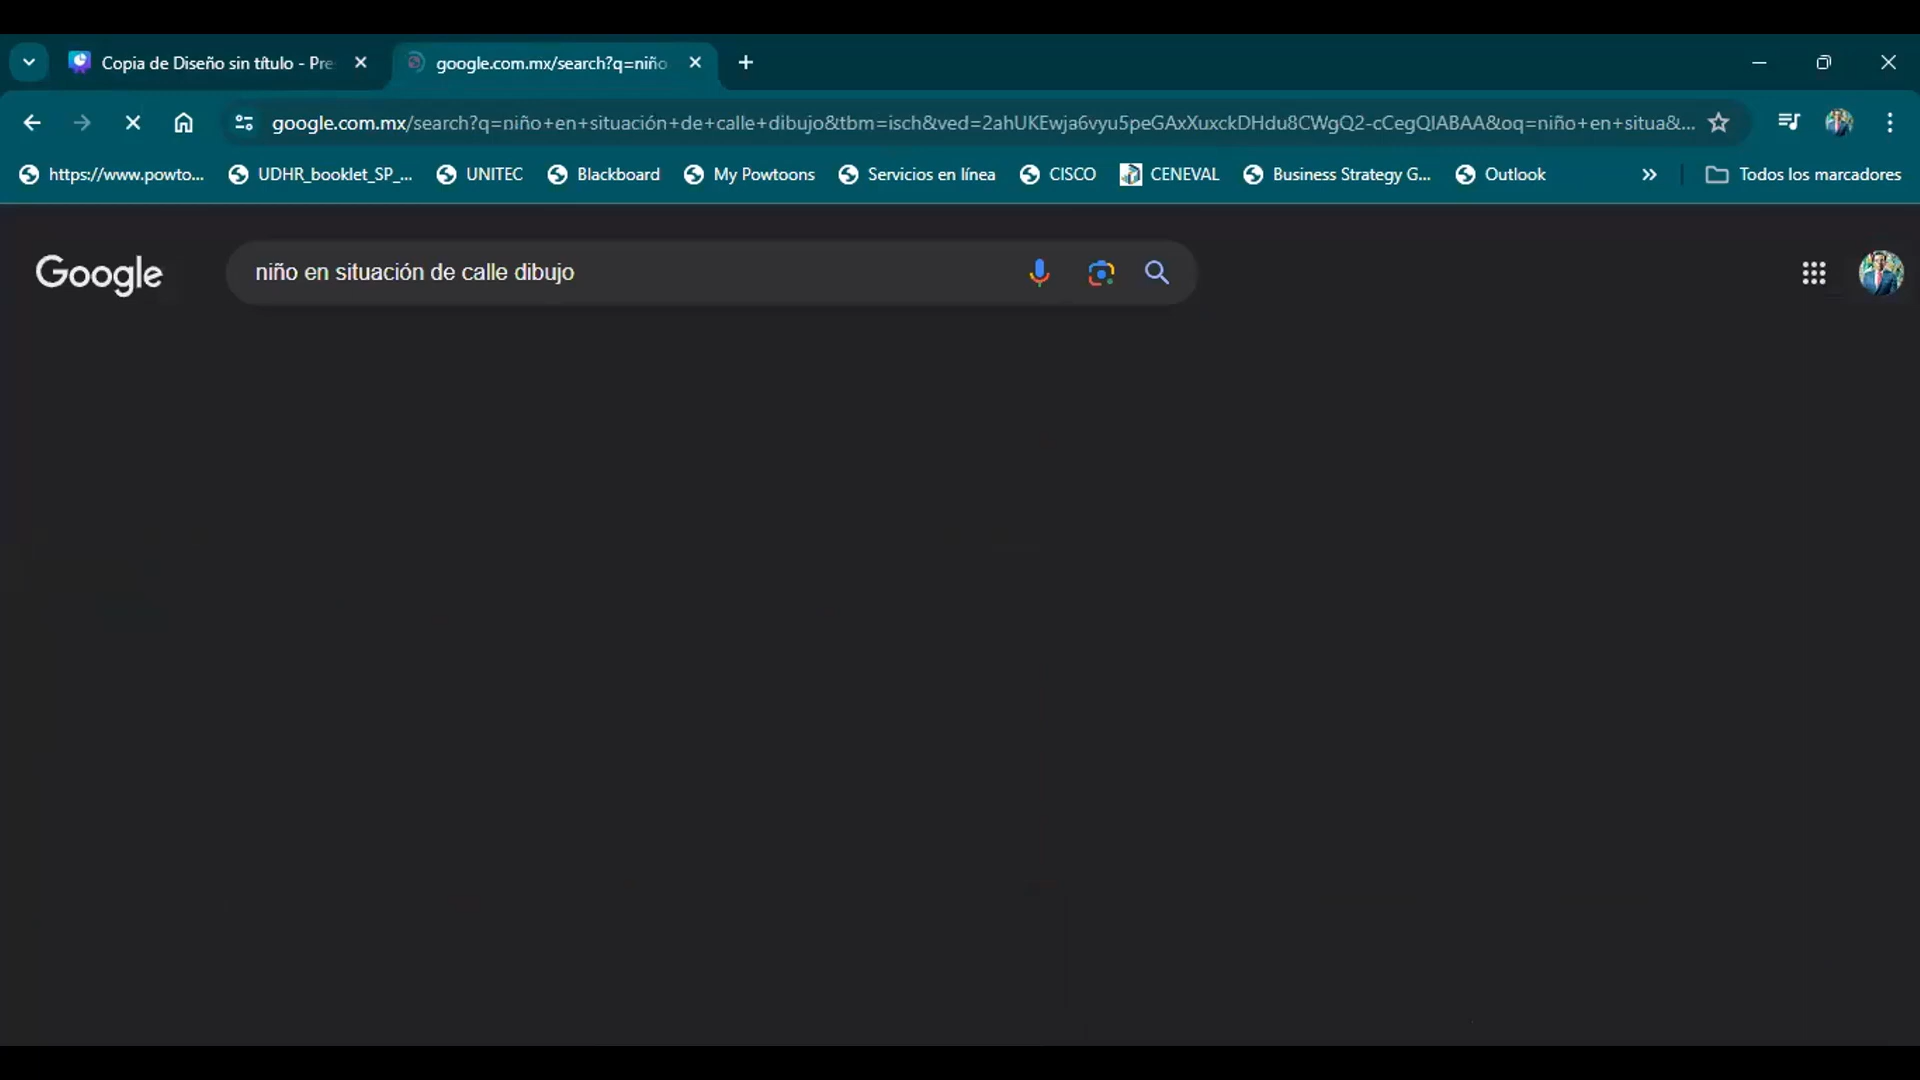 Copia de Diseño sin título - Pre
google.com.mx/search?q=niño
google.com.mx/search?q=niño+en+situación+de+calle+dibujo&tbm=isch&ved=2ahUKEwja6vyu5peGAxXuxckDHdu8CWgQ2-cCegQIABAA&oq=niño+en+situa&...
https://www.powto... UDHR_booklet_SP_... UNITEC Blackboard My Powtoons Servicios en línea CISCO CENEVAL Business Strategy G... Outlook » Todos los marcadores
Google niño en situación de calle dibujo